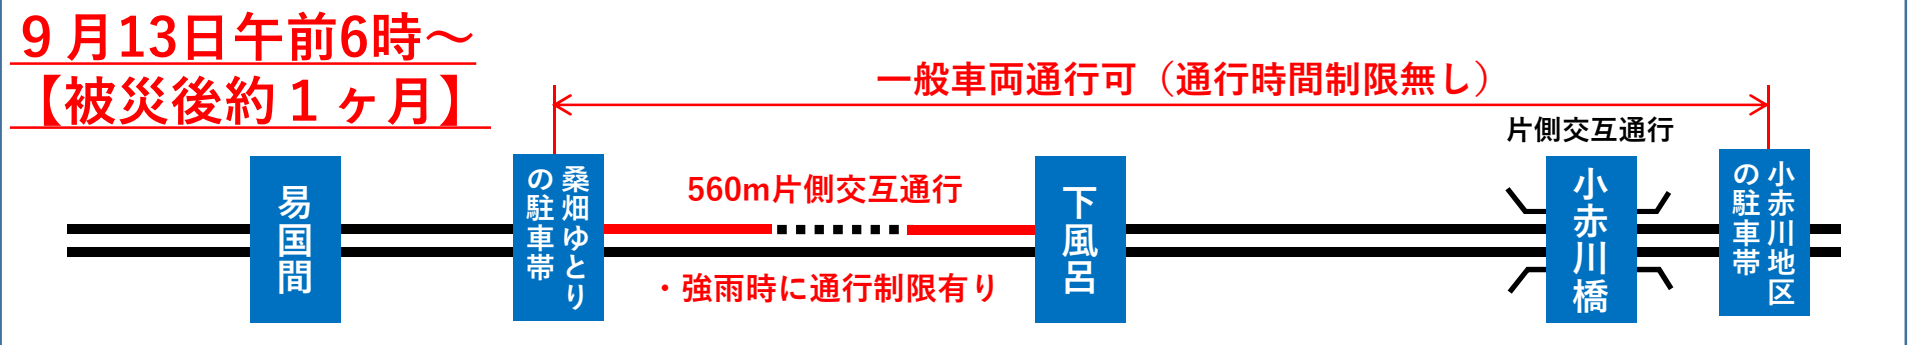 ９月13日午前6時～
【被災後約１ヶ月】
一般車両通行可（通行時間制限無し）
片側交互通行
易国間
桑畑ゆとり
の駐車帯
560m片側交互通行
・強雨時に通行制限有り
下風呂
小赤川橋
小赤川地区
の駐車帯